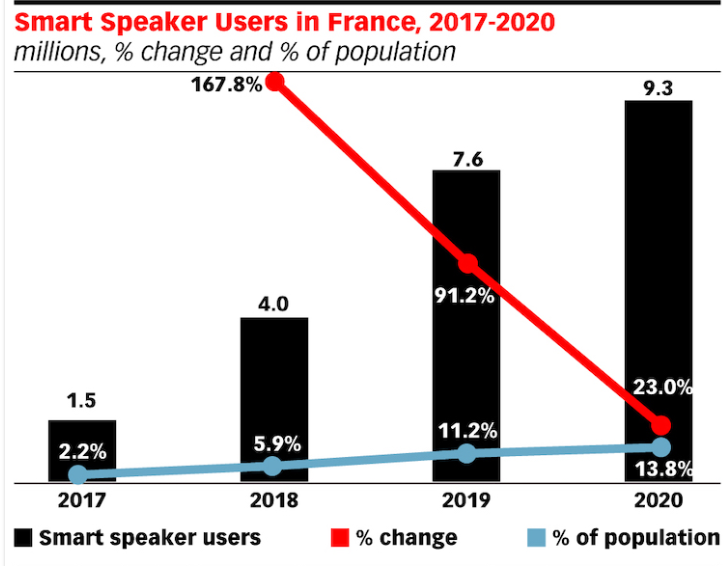 Smart Speaker Users in France, 2017-2020
millions, % change and % of population
167.8%
9.3
7.6
91.2%
4.0
23.0%
1.5
2.2%
5.9%
11.2%
13.8%
2017 2018 2019 2020
Smart speaker users % change % of population